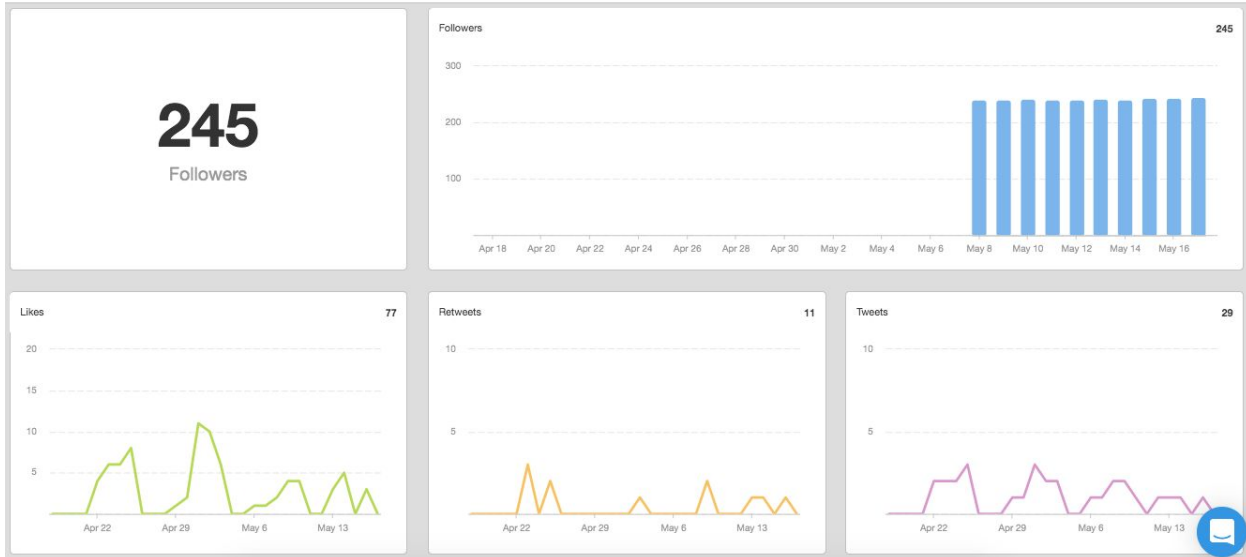 245
Followers
Followers 245
300
200
100
Apr 18 Apr 20 Apr 22 Apr 24 Apr 26 Apr 28 Apr 30 May 2 May 4 May 6 May 8 May 10 May 12 May 14 May 16
Likes 77
20
15
10
5
Apr 22 Apr 29 May 6 May 13
Retweets 11
10
5
Apr 22 Apr 29 May 6 May 13
Tweets 29
10
5
Apr 22 Apr 29 May 6 May 13